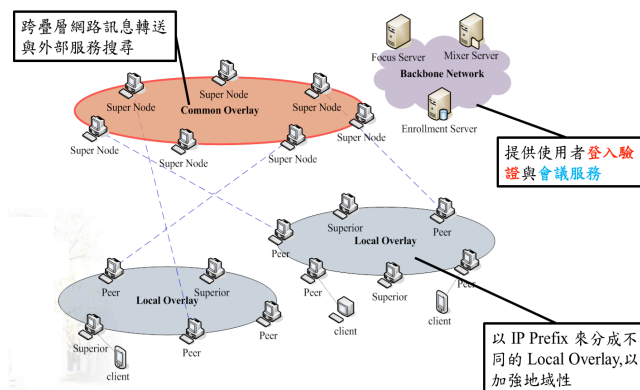 跨疊層網路訊息轉送
與外部服務搜尋
Focus Server
Mixer Server
Backbone Network
Enrollment Server
提供使用者登入驗
證與會議服務
Super Node
Super Node
Super Node
Common Overlay
Super Node
Super Node
Super Node
Super Node
Superior
Peer
Peer
Local Overlay
Peer
Superior
Peer
client
client
Peer
Superior
Local Overlay
Superior
Peer
Peer
client
以 IP Prefix 來分成不
同的 Local Overlay,以
加強地域性